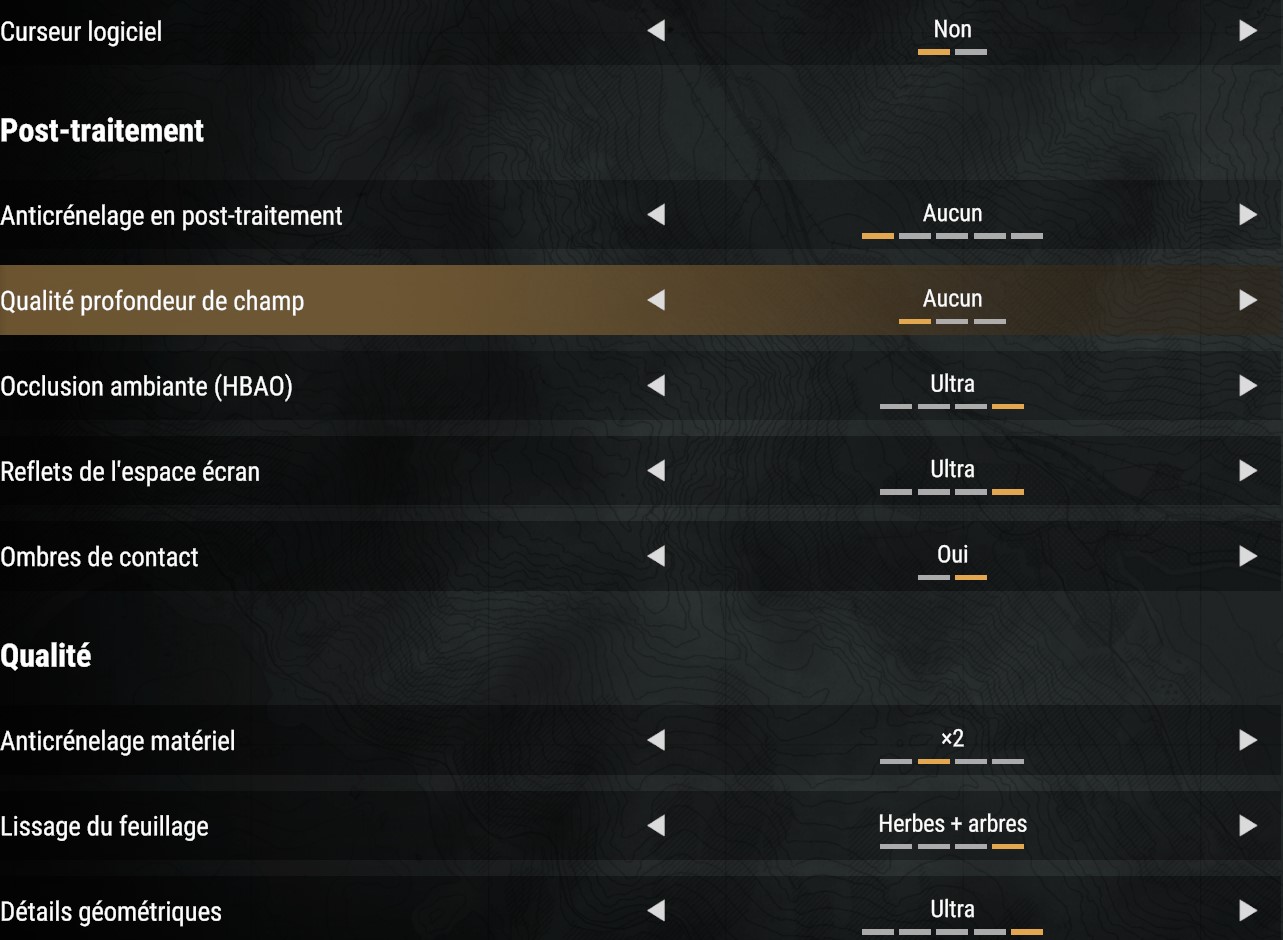 Curseur logiciel
Non
Post-traitement
Anticrénelage en post-traitement
Aucun
Qualité profondeur de champ
Aucun
Occlusion ambiante (HBAO)
Ultra
Reflets de l'espace écran
Ultra
Ombres de contact
Oui
Qualité
Anticrénelage matériel
×2
Lissage du feuillage
Herbes + arbres
Détails géométriques
Ultra